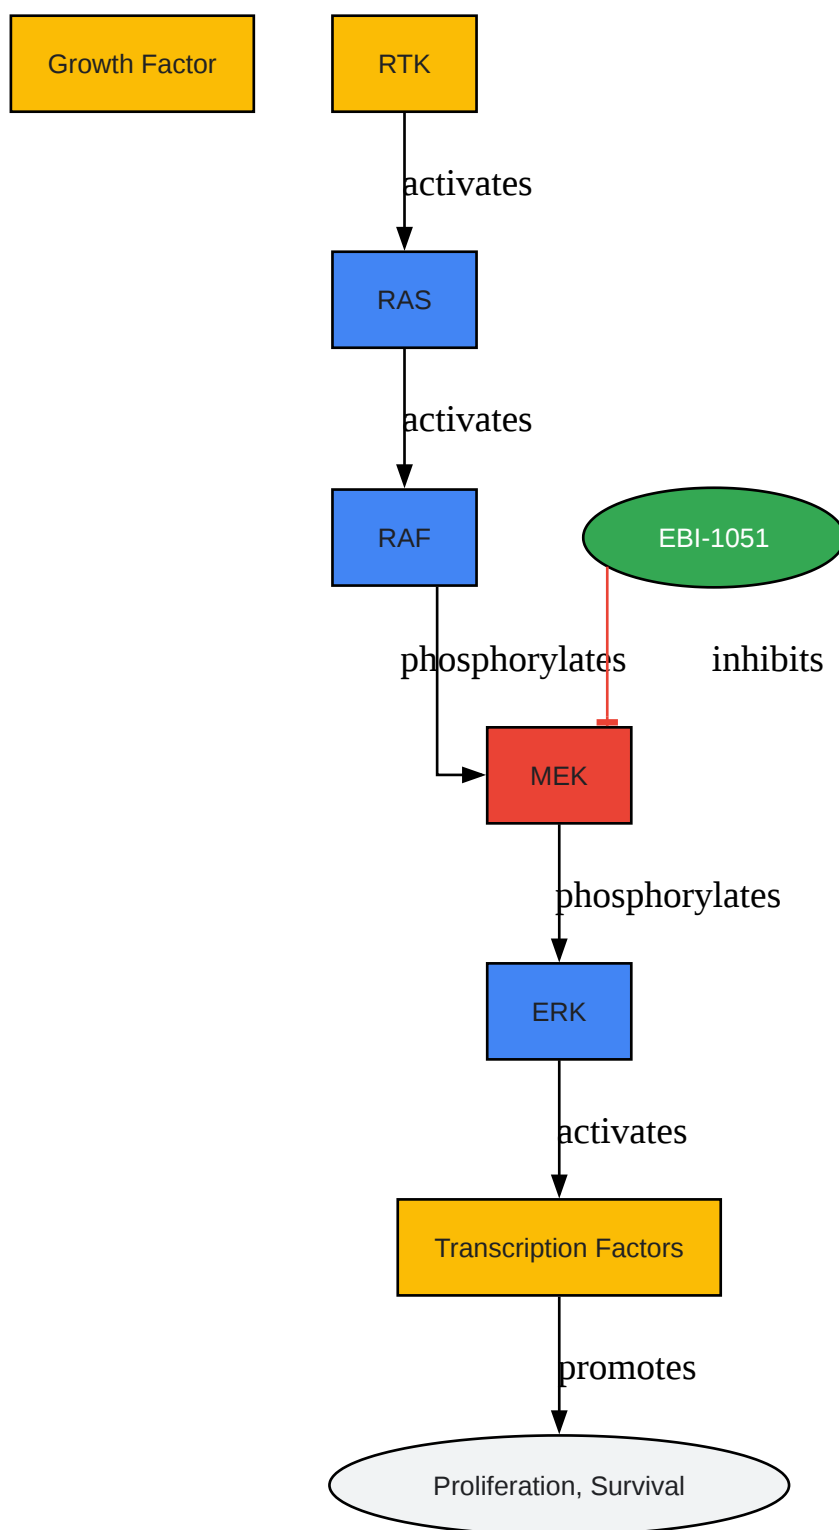 Growth Factor
RTK
activates
RAS
activates
RAF
EBI-1051
phosphorylates
inhibits
MEK
phosphorylates
ERK
activates
Transcription Factors
promotes
Proliferation, Survival